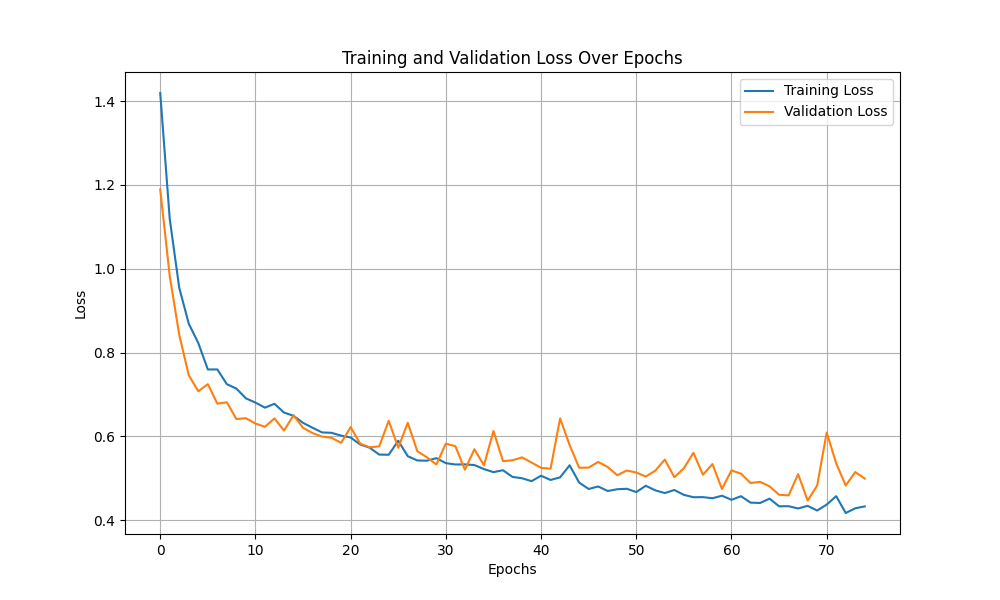 Training and Validation Loss Over Epochs
Training Loss
Validation Loss
1.4
1.2
1.0
0.8
0.6
0.4
Loss
0 10 20 30 40 50 60 70
Epochs